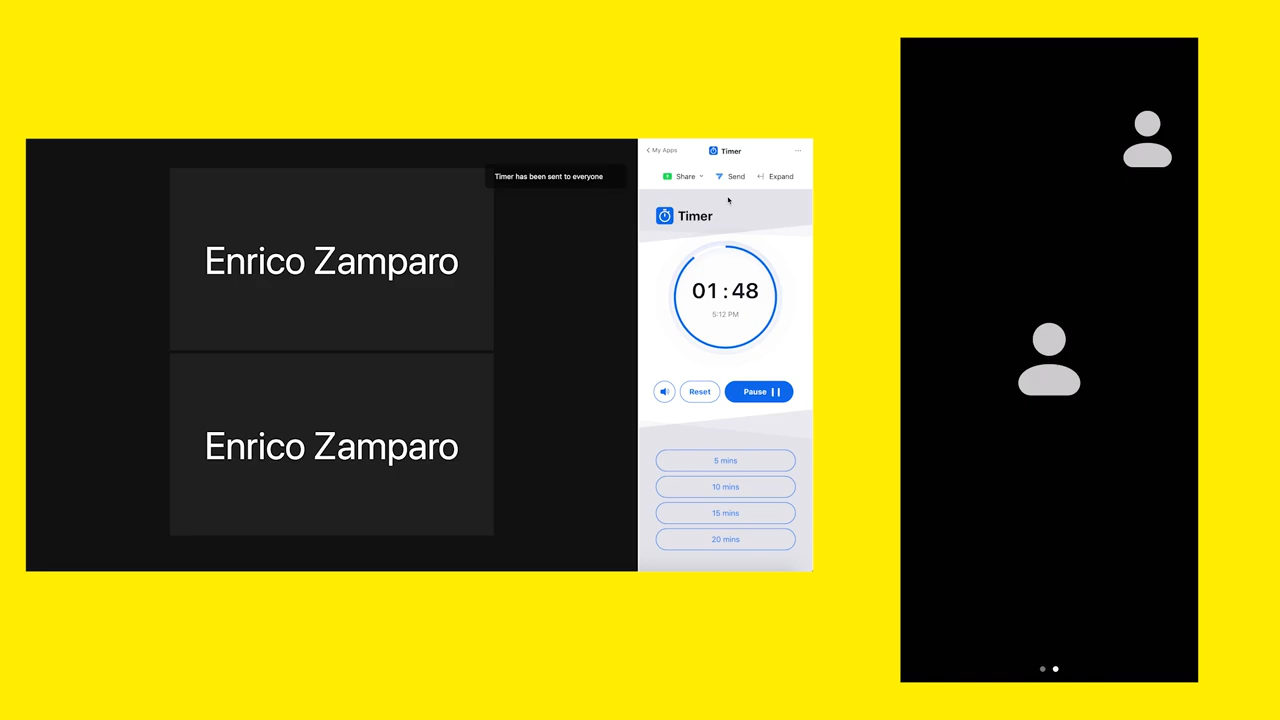 Timer has been sent to everyone
Enrico Zamparo
Enrico Zamparo
My Apps
Timer
Share
Send
Expand
Timer
01 : 48
5:12 PM
Reset
Pause
5 mins
10 mins
15 mins
20 mins